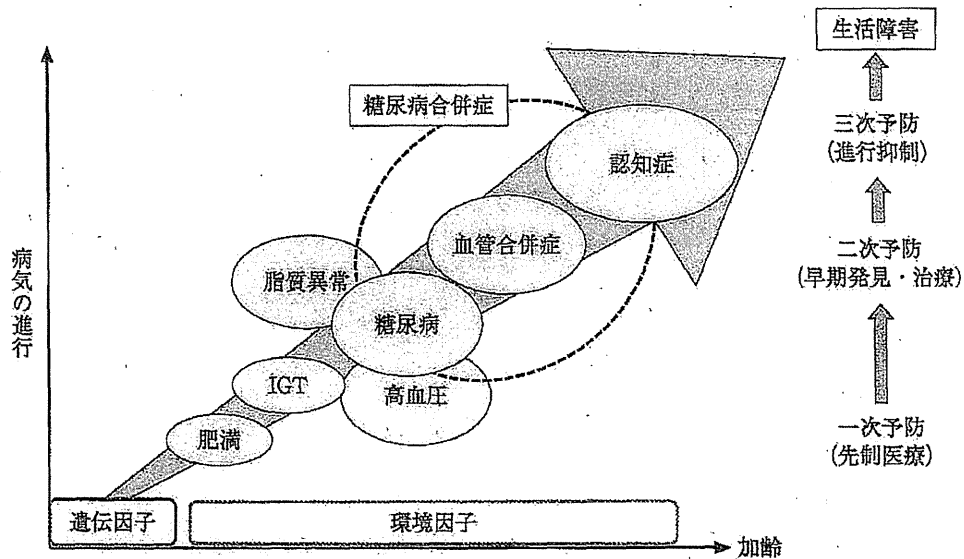 生活障害
三次予防
(進行抑制)
二次予防
(早期発見・治療)
一次予防
(先制医療)
病気の進行
糖尿病合併症
認知症
血管合併症
脂質異常
糖尿病
IGT
高血圧
肥満
遺伝因子
環境因子
加齢